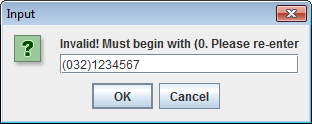 Input
Invalid! Must begin with (0. Please re-enter
(032)1234567
OK Cancel